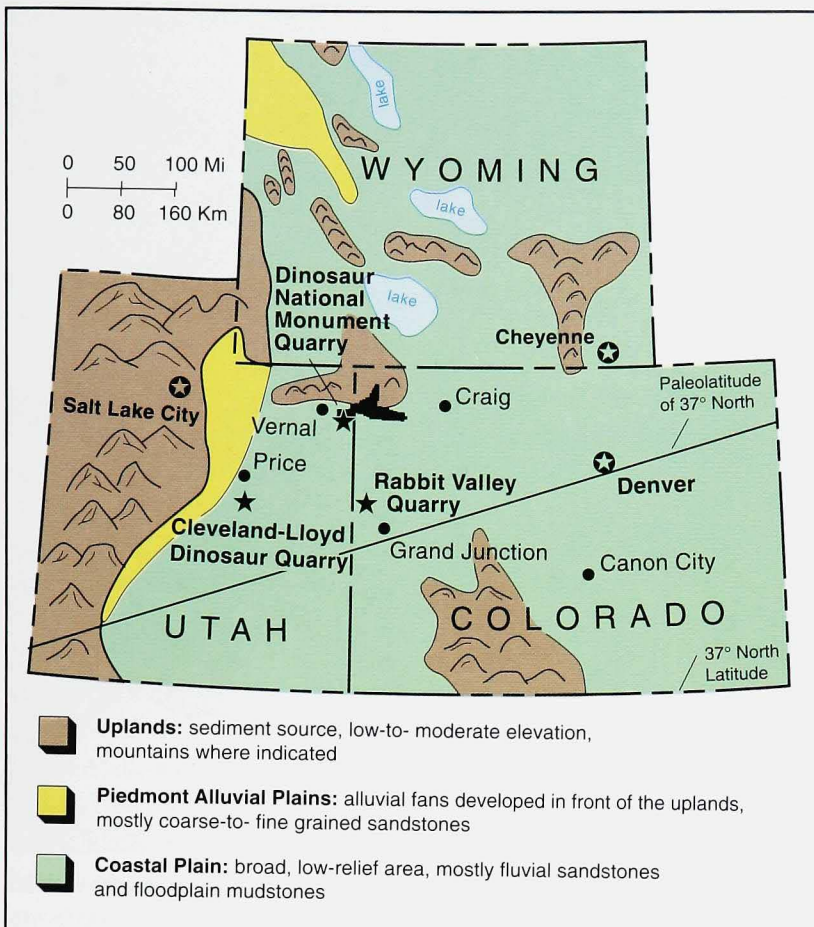 lake
0 50 100 Mi
0 80 160 Km
WYOMING
lake
Dinosaur
National
Monument
Quarry
lake
Cheyenne
Salt Lake City
Vernal
Craig
Paleolatitude
of 37° North
Price
Rabbit Valley
Quarry
Denver
Cleveland-Lloyd
Dinosaur Quarry
Grand Junction
Canon City
UTAH
COLORADO
37° North
Latitude
Uplands: sediment source, low-to- moderate elevation,
mountains where indicated
Piedmont Alluvial Plains: alluvial fans developed in front of the uplands,
mostly coarse-to- fine grained sandstones
Coastal Plain: broad, low-relief area, mostly fluvial sandstones
and floodplain mudstones